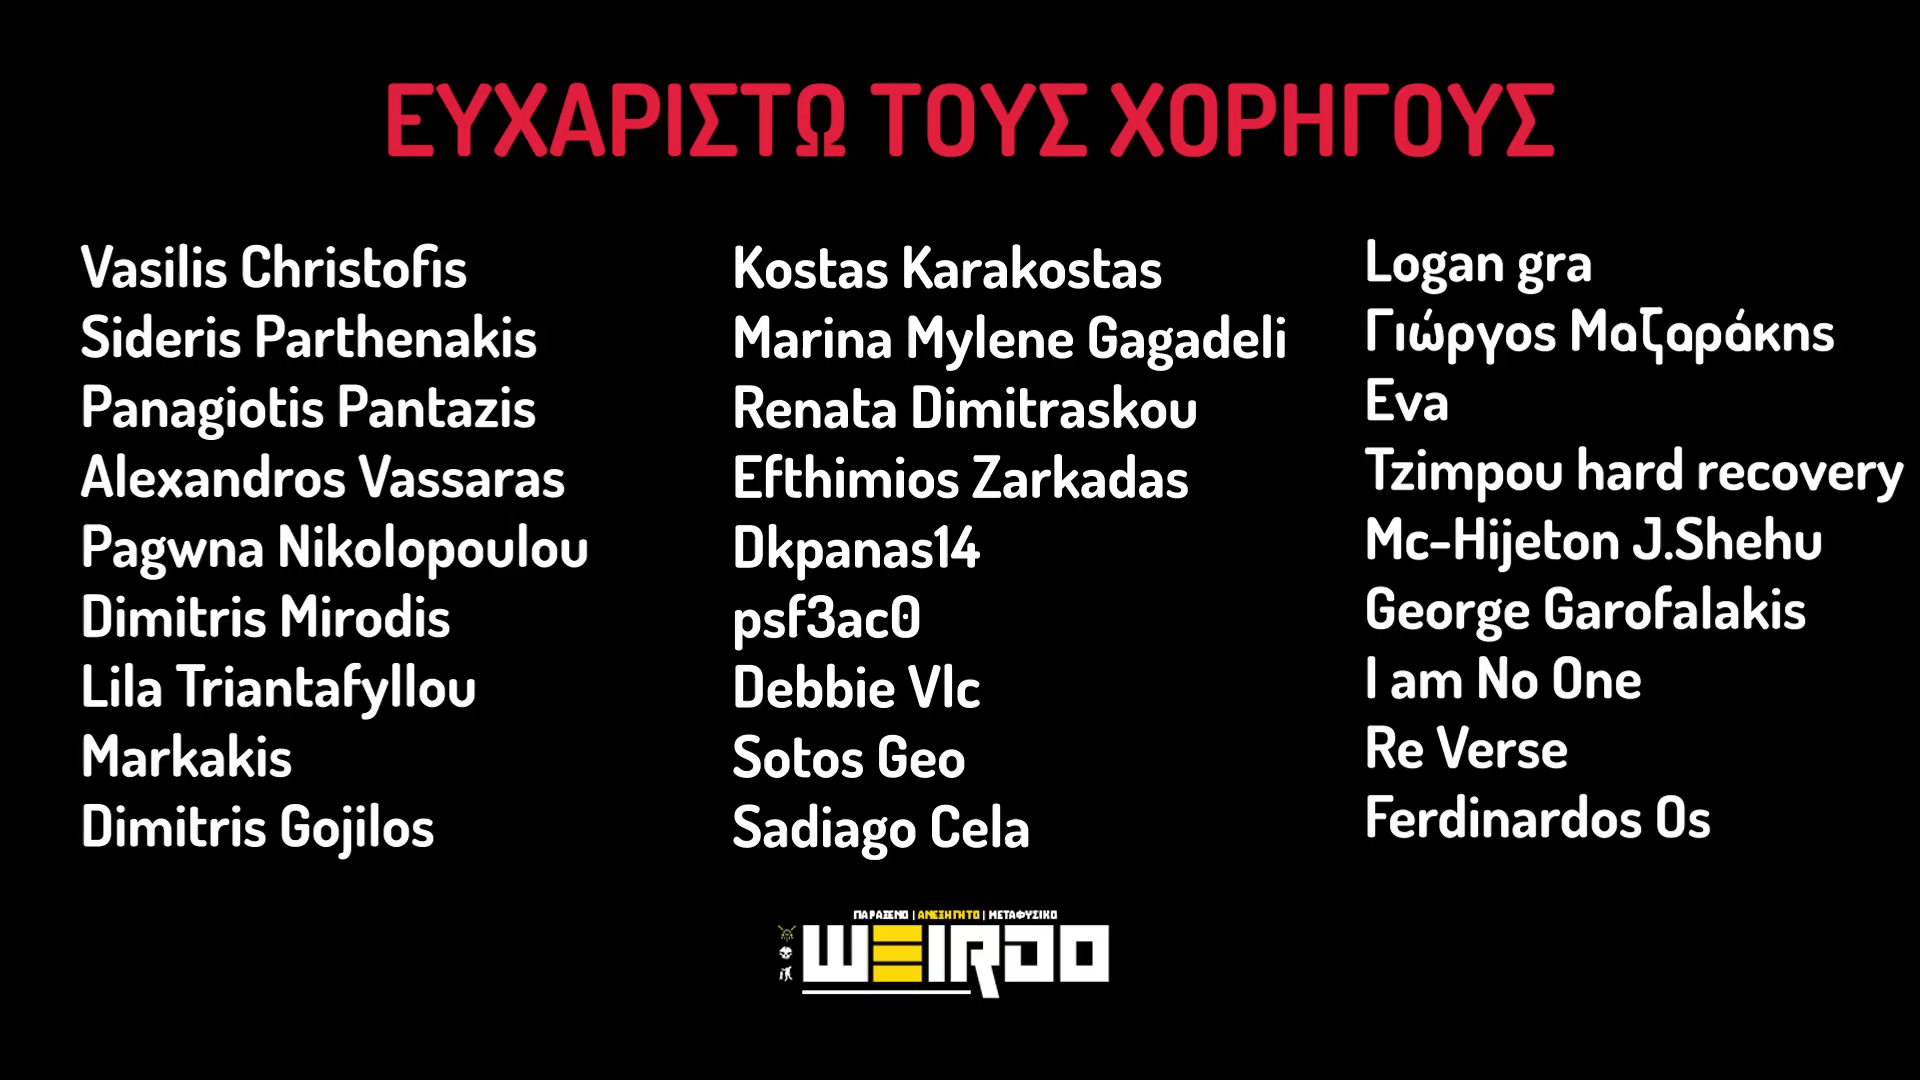 ΕΥΧΑΡΙΣΤΩ ΤΟΥΣ ΧΟΡΗΓΟΥΣ
Vasilis Christofis
Sideris Parthenakis
Panagiotis Pantazis
Alexandros Vassaras
Pagwna Nikolopoulou
Dimitris Mirodis
Lila Triantafyllou
Markakis
Dimitris Gojilos
Kostas Karakostas
Marina Mylene Gagadeli
Renata Dimitraskou
Efthimios Zarkadas
Dkpanas14
psf3ac0
Debbie Vlc
Sotos Geo
Sadiago Cela
Logan gra
Γιώργος Μαζαράκης
Eva
Tzimpou hard recovery
Mc-Hijeton J.Shehu
George Garofalakis
I am No One
Re Verse
Ferdinardos Os
ΠΑΡΑΞΕΝΟ | ΑΝΕΞΗΓΗΤΟ | ΜΕΤΑΦΥΣΙΚΟ
WEIRDO